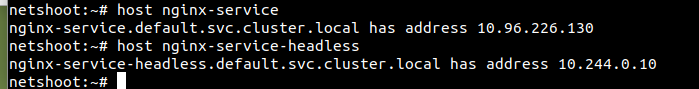 netshoot:~# host nginx-service
nginx-service.default.svc.cluster.local has address 10.96.226.130
netshoot:~# host nginx-service-headless
nginx-service-headless.default.svc.cluster.local has address 10.244.0.10
netshoot:~#